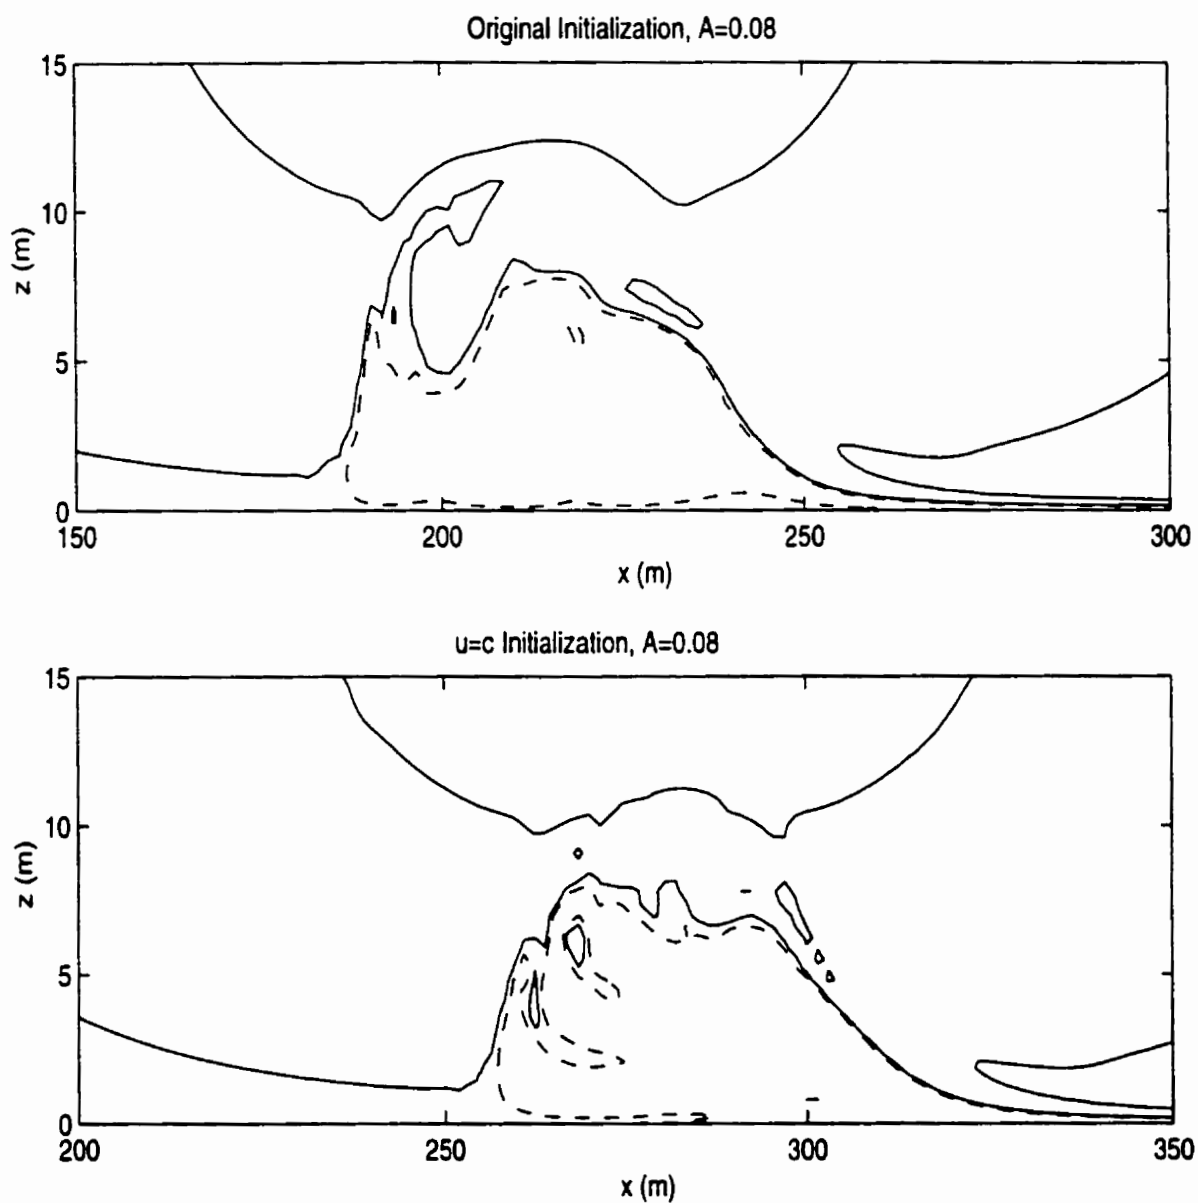 Original Initialization, A=0.08
15
10
5
0
z (m)
150 200 250 300
x (m)
u=c Initialization, A=0.08
15
10
5
0
z (m)
200 250 300 350
x (m)